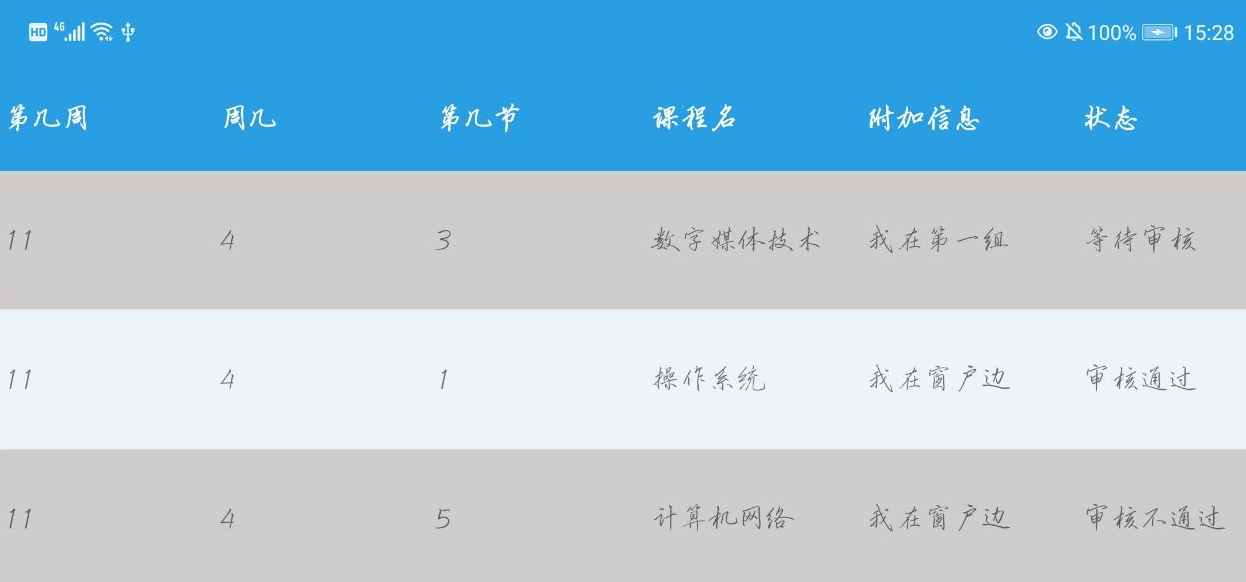 HD 4G 100% 15:28
第几周 周几 第几节 课程名 附加信息 状态
11 4 3 数字媒体技术 我在第一组 等待审核
11 4 1 操作系统 我在窗户边 审核通过
11 4 5 计算机网络 我在窗户边 审核不通过